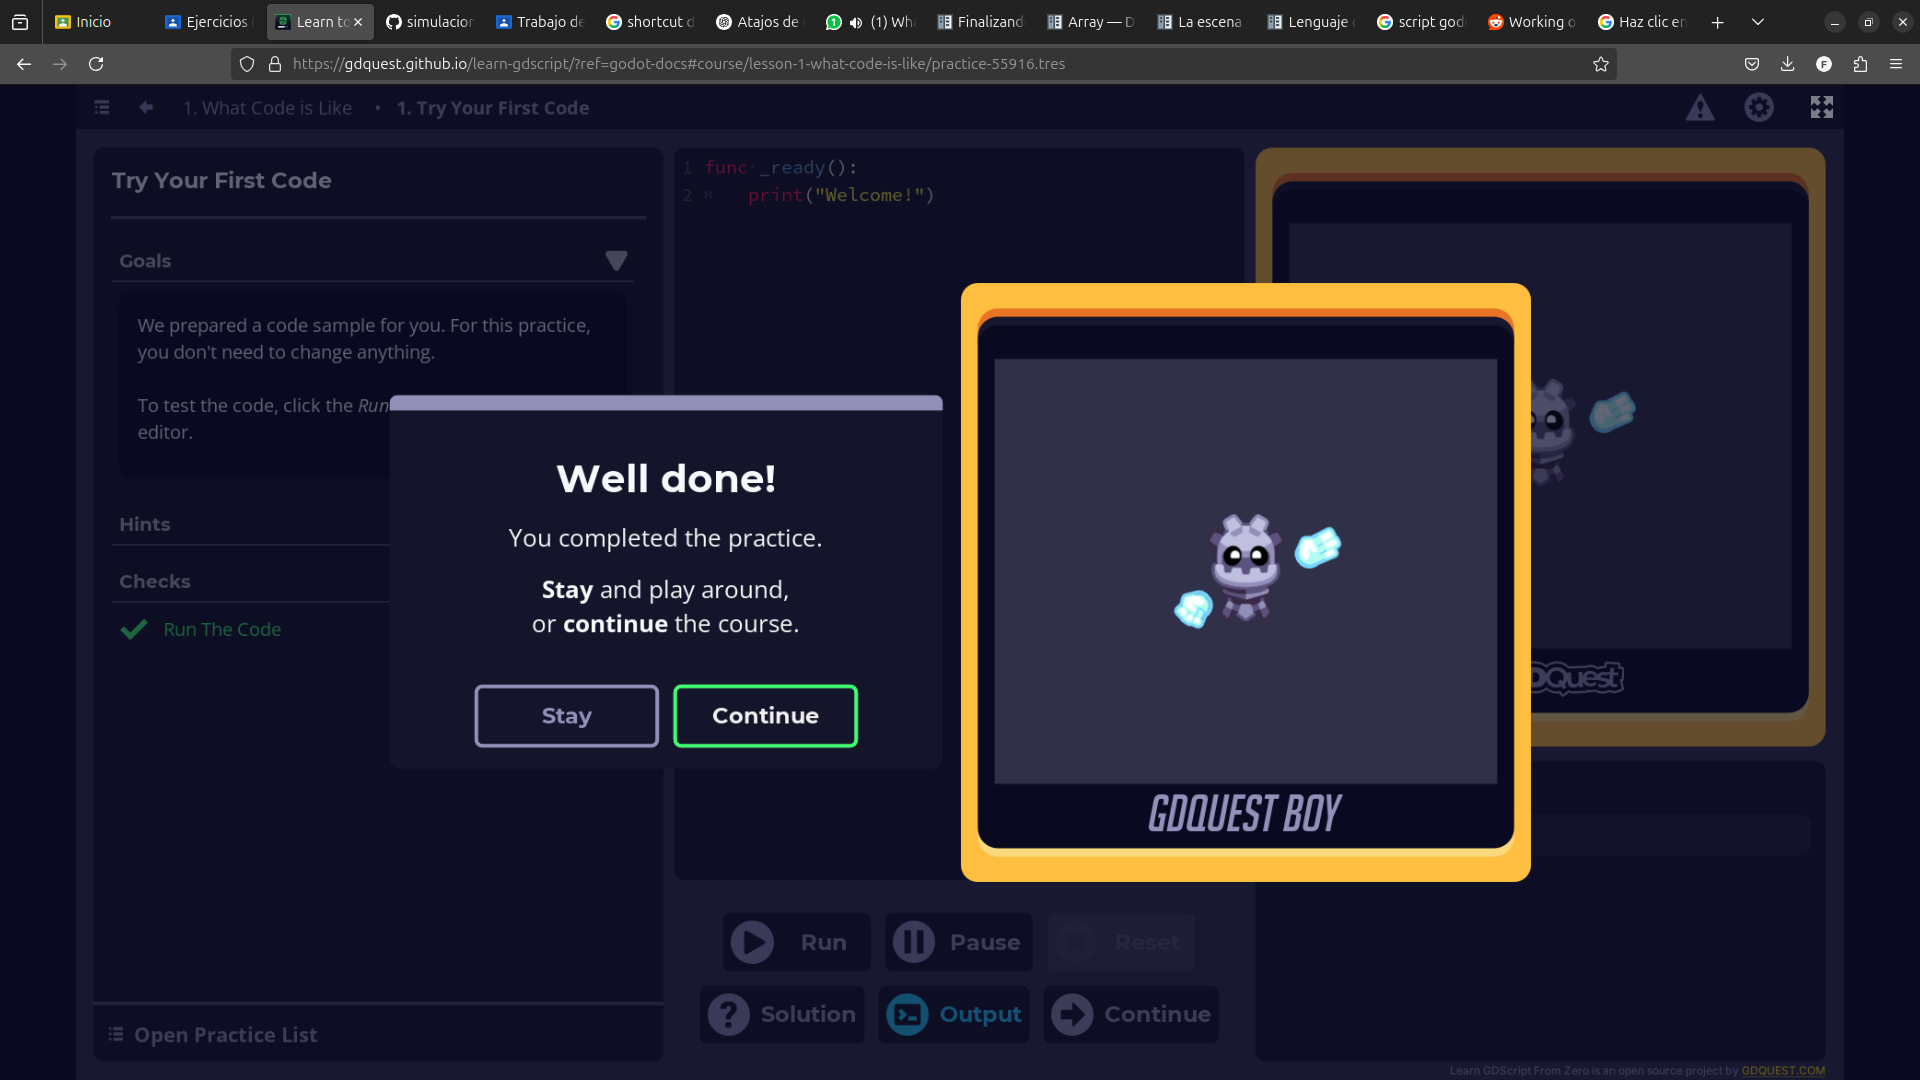 Inicio
Ejercicios
Learn to
simulacion
Trabajo de
shortcut d
Atajos de
(1) Wha
Finalizand
Array — D
La escena
Lenguaje
script god
Working o
Haz clic en
https://gdquest.github.io/learn-gdscript/?ref=godot-docs#course/lesson-1-what-code-is-like/practice-55916.tres
1. What Code is Like • 1. Try Your First Code
Try Your First Code
Goals
We prepared a code sample for you. For this practice,
you don't need to change anything.
To test the code, click the Run
editor.
Hints
Checks
Run The Code
Open Practice List
1 func _ready():
2 print("Welcome!")
Well done!
You completed the practice.
Stay and play around,
or continue the course.
Stay
Continue
GDQUEST BOY
Run
Pause
Reset
Solution
Output
Continue
Learn GDScript From Zero is an open source project by GDQUEST.COM